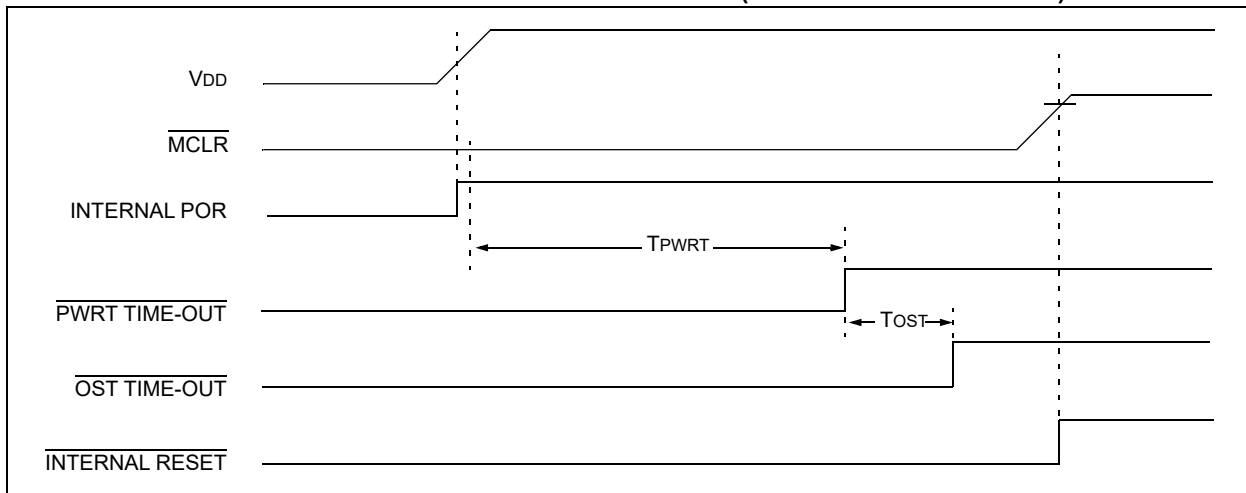 VDD
MCLR
INTERNAL POR
TPWRT
PWRT TIME-OUT
TOST
OST TIME-OUT
INTERNAL RESET